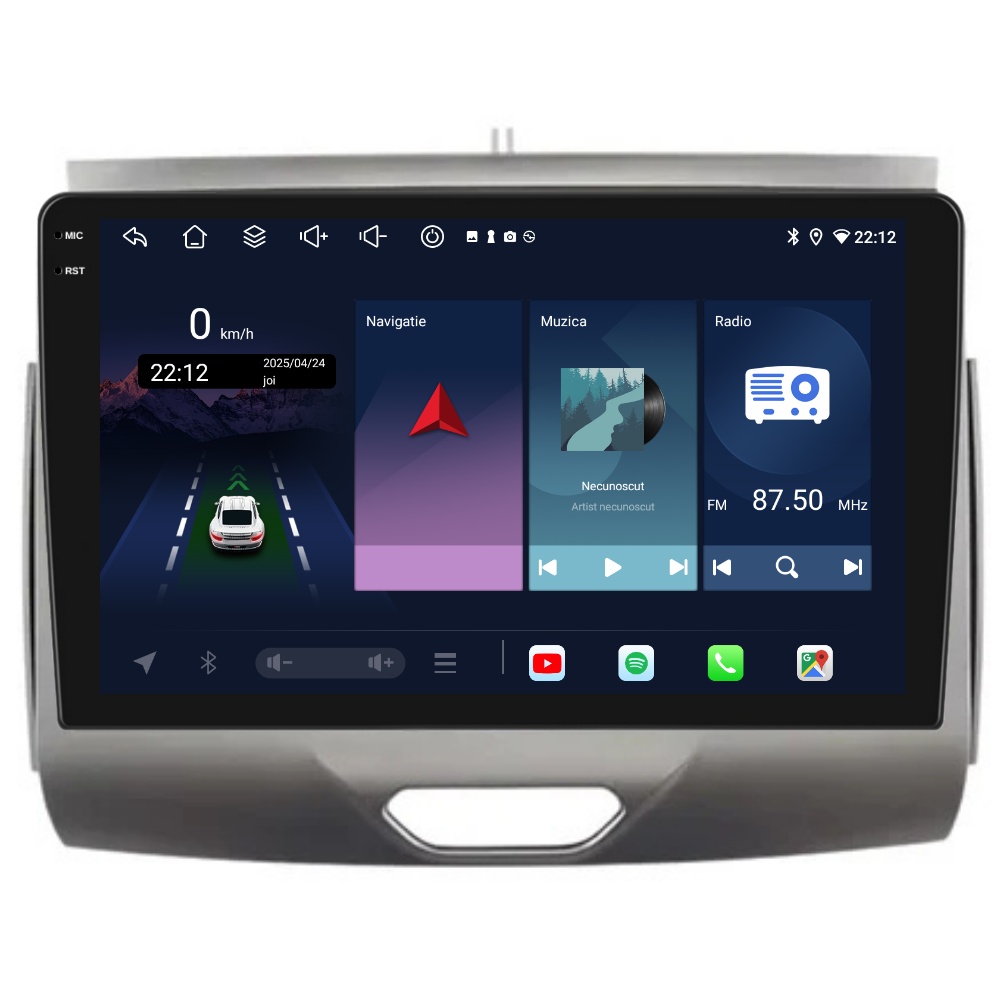 MIC
RST
22:12
0 km/h
22:12
2025/04/24
joi
Navigatie
Muzica
Necunoscut
Artist necunoscut
Radio
FM 87.50 MHz
G